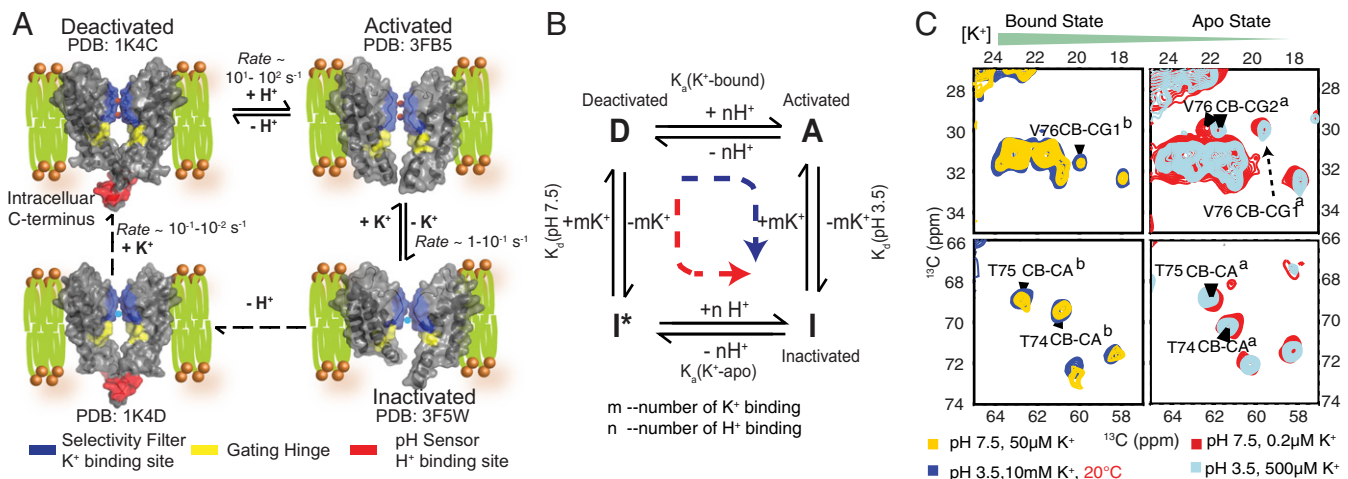 A
Deactivated
PDB: 1K4C
Activated
PDB: 3FB5
Rate ~
10¹- 10² s⁻¹
+ H⁺
- H⁺
Intracelluar
C-terminus
Rate ~ 10⁻¹-10⁻² s⁻¹
+ K⁺
+ K⁺
- K⁺
Rate ~ 1-10⁻¹ s⁻¹
- H⁺
PDB: 1K4D
Inactivated
PDB: 3F5W
Selectivity Filter
K⁺ binding site
Gating Hinge
pH Sensor
H⁺ binding site
B
Kₐ(K⁺-bound)
Deactivated
+ nH⁺
Activated
D
A
- nH⁺
K_d(pH 7.5)
+mK⁺
-mK⁺
+mK⁺
-mK⁺
K_d(pH 3.5)
+n H⁺
I*
I
- nH⁺
Inactivated
Kₐ(K⁺-apo)
m --number of K⁺ binding
n --number of H⁺ binding
C
Bound State
Apo State
[K⁺]
24
22
20
18
22
20
18
28
30
32
34
28
30
32
34
V76CB-CG1ᵇ
V76 CB-CG2ᵃ
V76 CB-CG1ᵃ
¹³C (ppm)
66
68
70
72
74
66
68
70
72
74
T75 CB-CAᵇ
T74 CB-CAᵇ
T75 CB-CAᵃ
T74 CB-CAᵃ
64
62
60
58
64
62
60
58
¹³C (ppm)
pH 7.5, 50µM K⁺
pH 7.5, 0.2µM K⁺
pH 3.5,10mM K⁺, 20°C
pH 3.5, 500µM K⁺